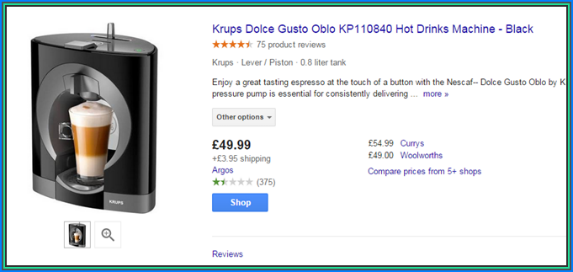 Krups Dolce Gusto Oblo KP110840 Hot Drinks Machine - Black
75 product reviews
Krups · Lever / Piston · 0.8 liter tank
Enjoy a great tasting espresso at the touch of a button with the Nescaf-- Dolce Gusto Oblo by K
pressure pump is essential for consistently delivering ... more »
Other options
£49.99
+£3.95 shipping
Argos
(375)
Shop
£54.99 Currys
£49.00 Woolworths
Compare prices from 5+ shops
KRUPS
Reviews